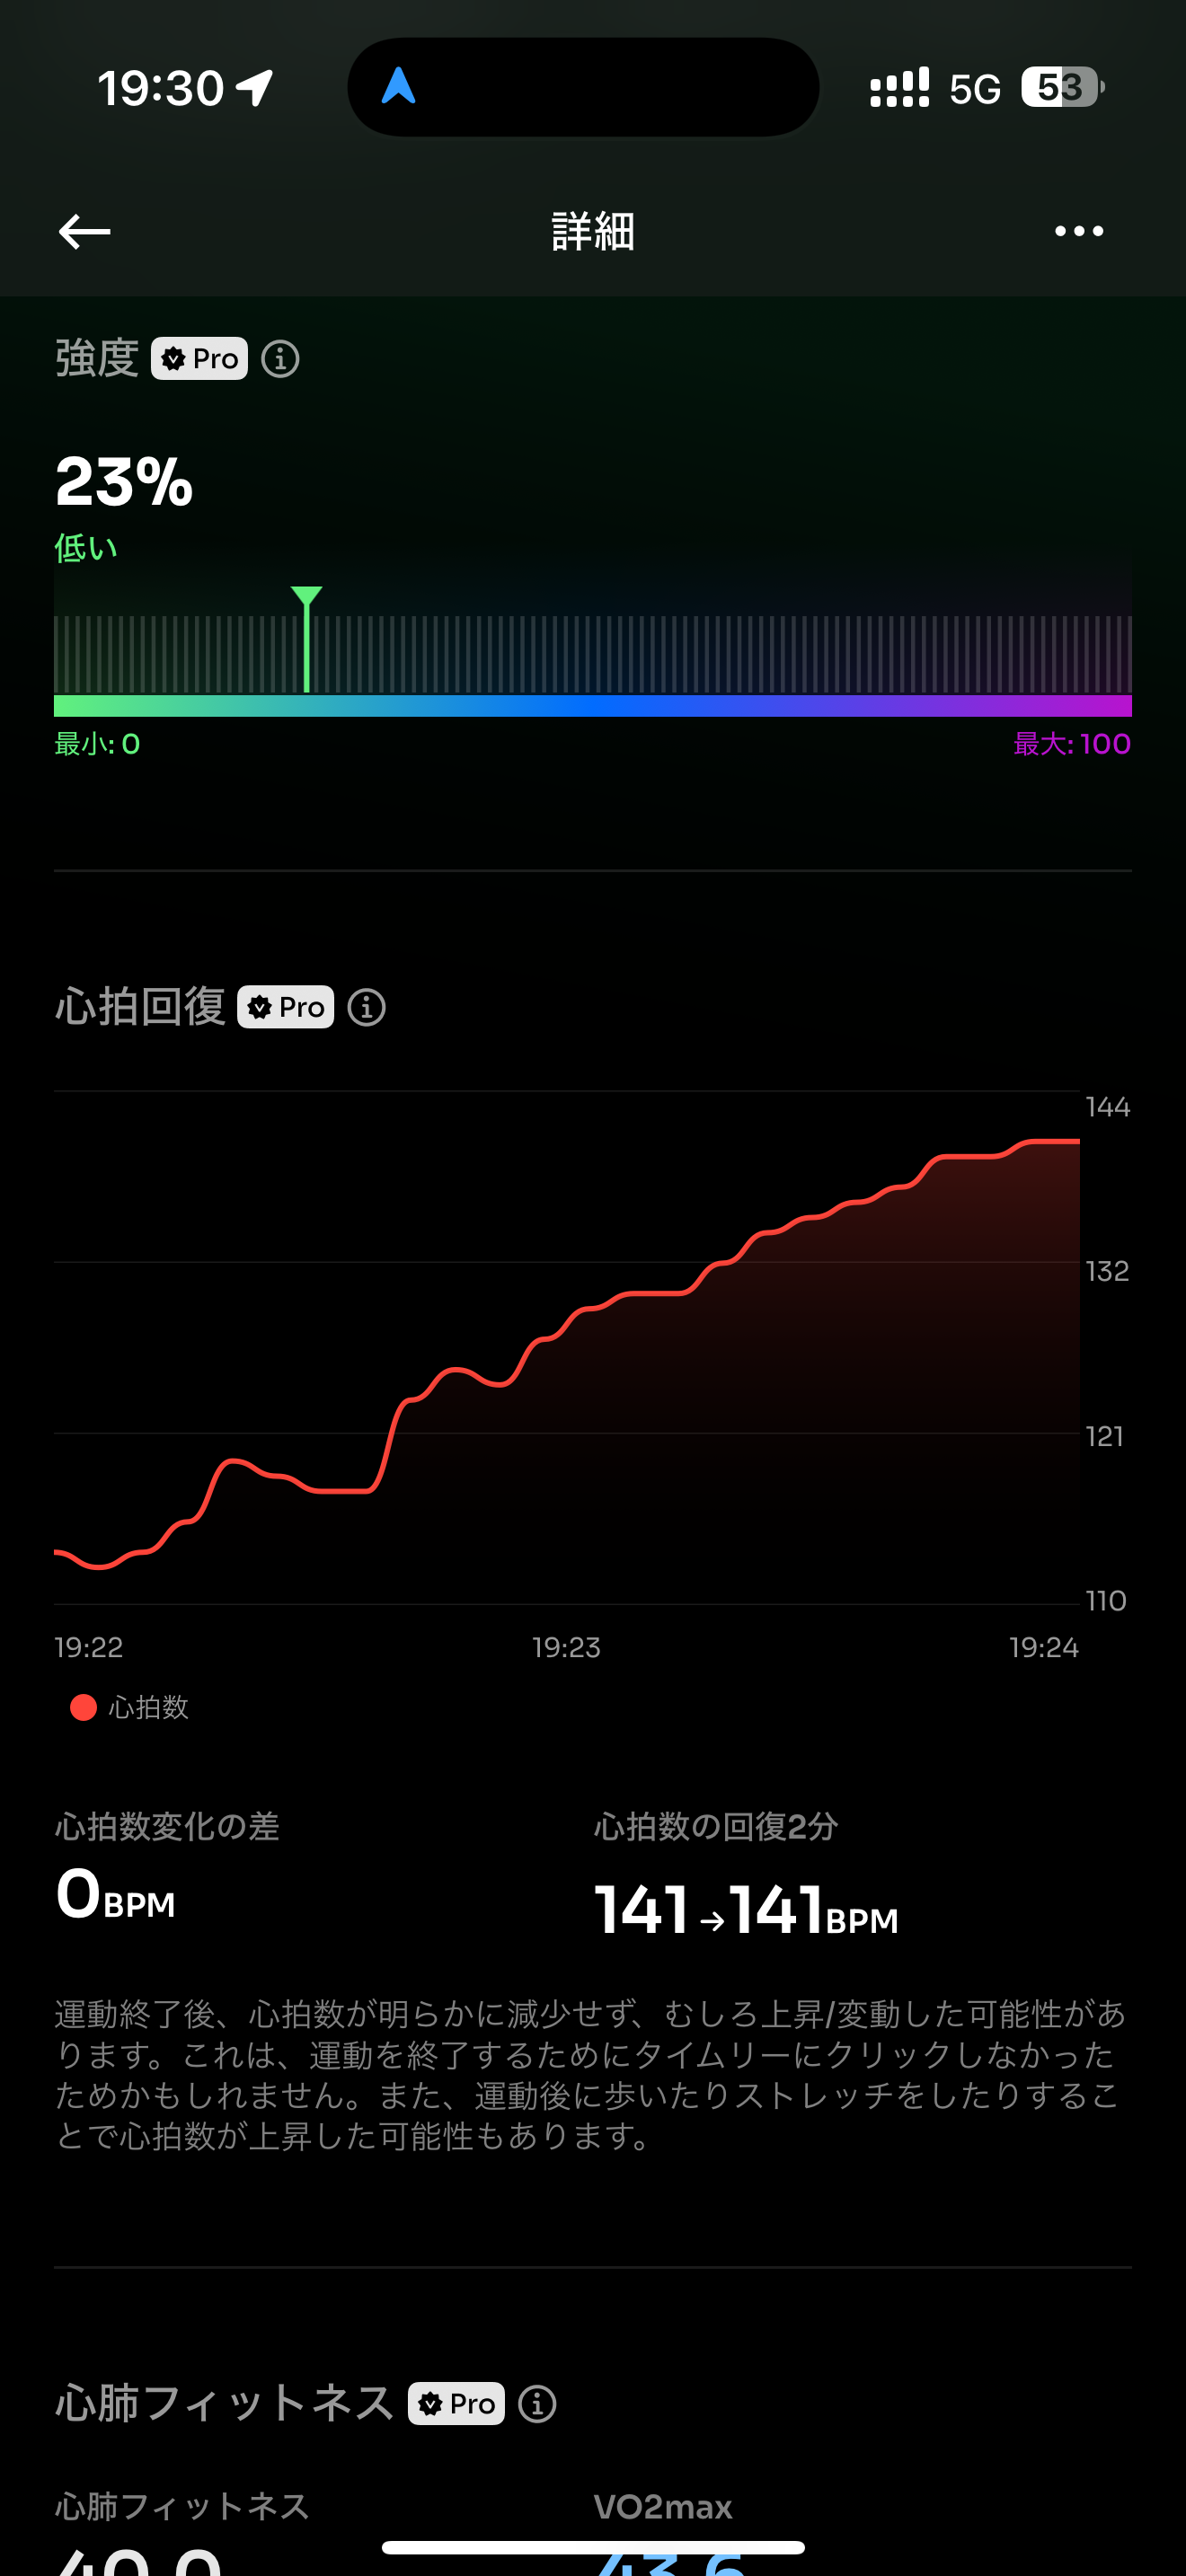 19:30 5G 53
詳細
強度 Pro
23%
低い
最小: 0 最大: 100
心拍回復 Pro
144
132
121
110
19:22 19:23 19:24
心拍数
心拍数変化の差 心拍数の回復2分
0BPM 141→141BPM
運動終了後、心拍数が明らかに減少せず、むしろ上昇/変動した可能性があ
ります。これは、運動を終了するためにタイムリーにクリックしなかった
ためかもしれません。また、運動後に歩いたりストレッチをしたりするこ
とで心拍数が上昇した可能性もあります。
心肺フィットネス Pro
心肺フィットネス VO2max
40.0 43.6